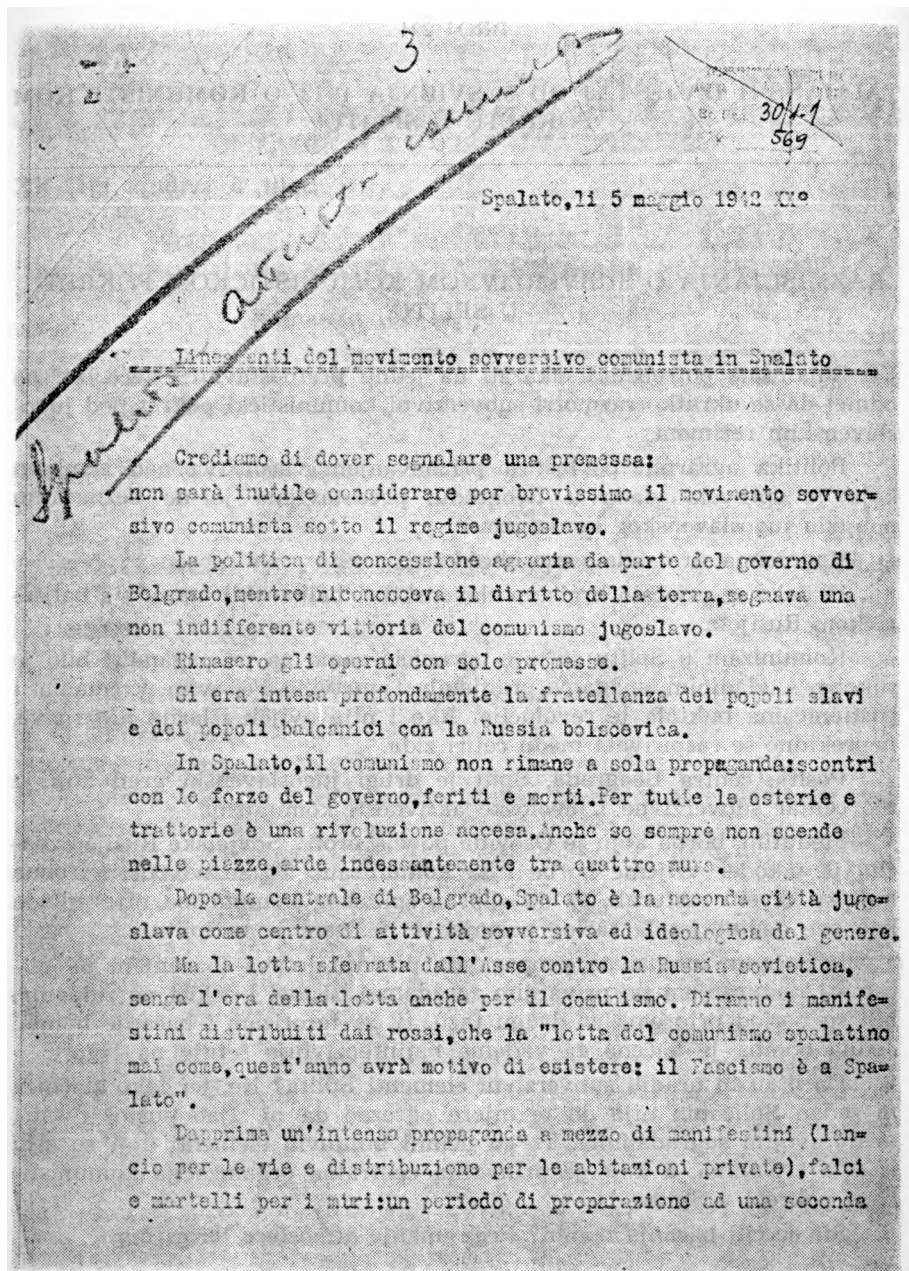 3
30/1-1
569
Spalato,li 5 maggio 1942 XX°
Attività comunista
Spalato
Lineamenti del movimento sovversivo comunista in Spalato
Crediamo di dover segnalare una premessa:
non sarà inutile considerare per brevissimo il movimento sovver=
sivo comunista sotto il regime jugoslavo.
La politica di concessione agraria da parte del governo di
Belgrado,mentre riconosceva il diritto della terra,segnava una
non indifferente vittoria del comunismo jugoslavo.
Rimasero gli operai con sole promesse.
Si era intesa profondamente la fratellanza dei popoli slavi
e dei popoli balcanici con la Russia bolscevica.
In Spalato,il comunismo non rimane a sola propaganda:scontri
con le forze del governo,feriti e morti.Per tutte le osterie e
trattorie è una rivoluzione accesa.Anche se sempre non scende
nelle piazze,arde indessantemente tra quattro mura.
Dopo la centrale di Belgrado,Spalato è la seconda città jugo=
slava come centro di attività sovversiva ed ideologica del genere.
Ma la lotta sferrata dall'Asse contro la Russia sovietica,
segna l'ora della lotta anche per il comunismo. Diranno i manife=
stini distribuiti dai rossi,che la "lotta del comunismo spalatino
mai come,quest'anno avrà motivo di esistere: il Fascismo è a Spa=
lato".
Dapprima un'intensa propaganda a mezzo di manifestini (lan=
cio per le vie e distribuzione per le abitazioni private),falci
e martelli per i muri:un periodo di preparazione ad una seconda